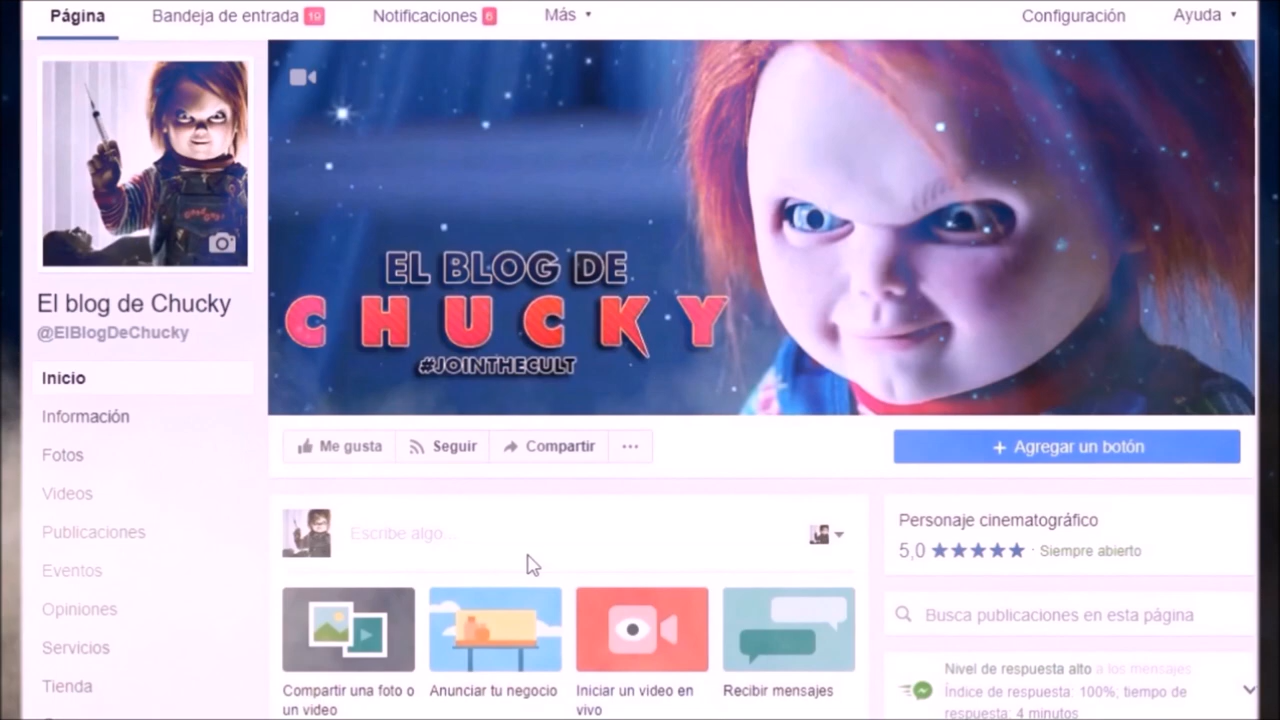 Página
Bandeja de entrada 19
Notificaciones 6
Más
Configuración
Ayuda
El blog de Chucky
@ElBlogDeChucky
Inicio
Información
Fotos
Videos
Publicaciones
Eventos
Opiniones
Servicios
Tienda
EL BLOG DE
CHUCKY
#JOINTHECULT
Me gusta
Seguir
Compartir
+ Agregar un botón
Escribe algo...
Compartir una foto o
un video
Anunciar tu negocio
Iniciar un video en
vivo
Recibir mensajes
Personaje cinematográfico
5,0 ★★★★★ · Siempre abierto
Busca publicaciones en esta página
Nivel de respuesta alto a los mensajes
Índice de respuesta: 100%; tiempo de
respuesta: 4 minutos